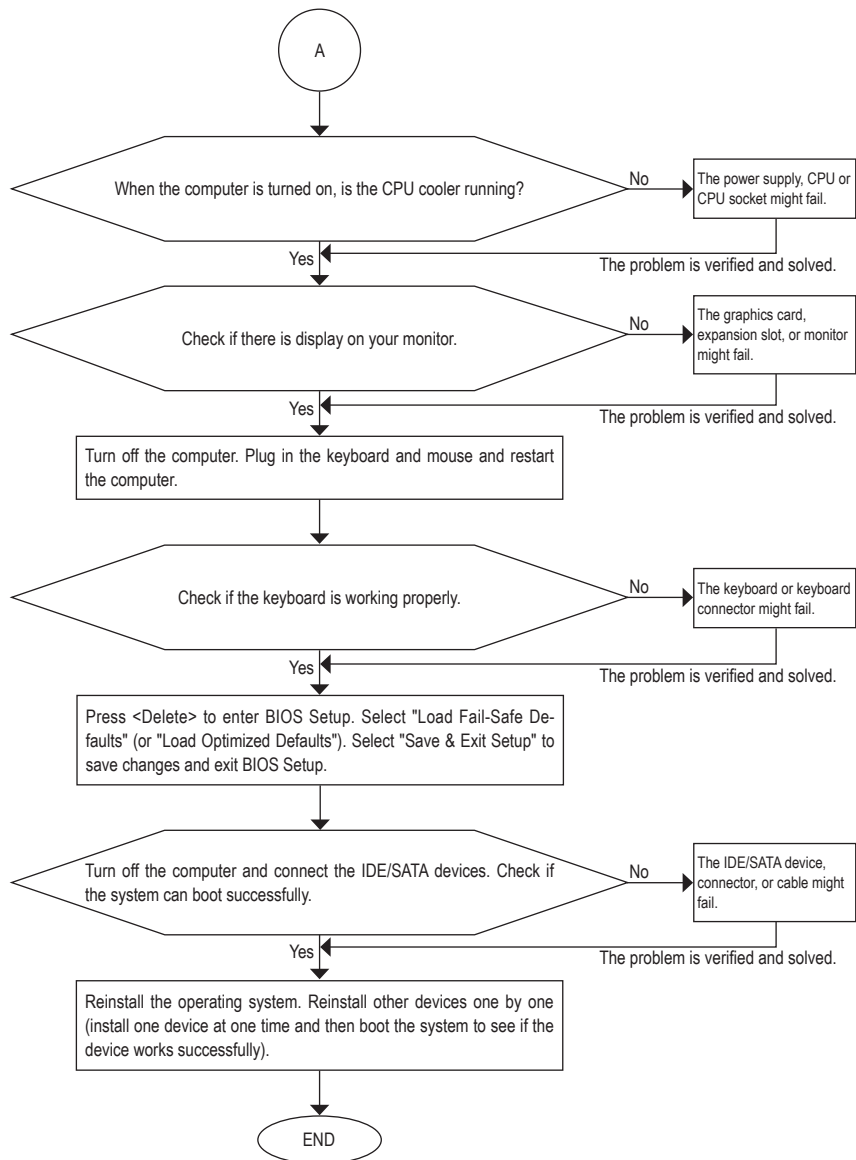 A
When the computer is turned on, is the CPU cooler running?
No
The power supply, CPU or
CPU socket might fail.
Yes
The problem is verified and solved.
Check if there is display on your monitor.
No
The graphics card,
expansion slot, or monitor
might fail.
Yes
The problem is verified and solved.
Turn off the computer. Plug in the keyboard and mouse and restart
the computer.
Check if the keyboard is working properly.
No
The keyboard or keyboard
connector might fail.
Yes
The problem is verified and solved.
Press <Delete> to enter BIOS Setup. Select "Load Fail-Safe De-
faults" (or "Load Optimized Defaults"). Select "Save & Exit Setup" to
save changes and exit BIOS Setup.
Turn off the computer and connect the IDE/SATA devices. Check if
the system can boot successfully.
No
The IDE/SATA device,
connector, or cable might
fail.
Yes
The problem is verified and solved.
Reinstall the operating system. Reinstall other devices one by one
(install one device at one time and then boot the system to see if the
device works successfully).
END